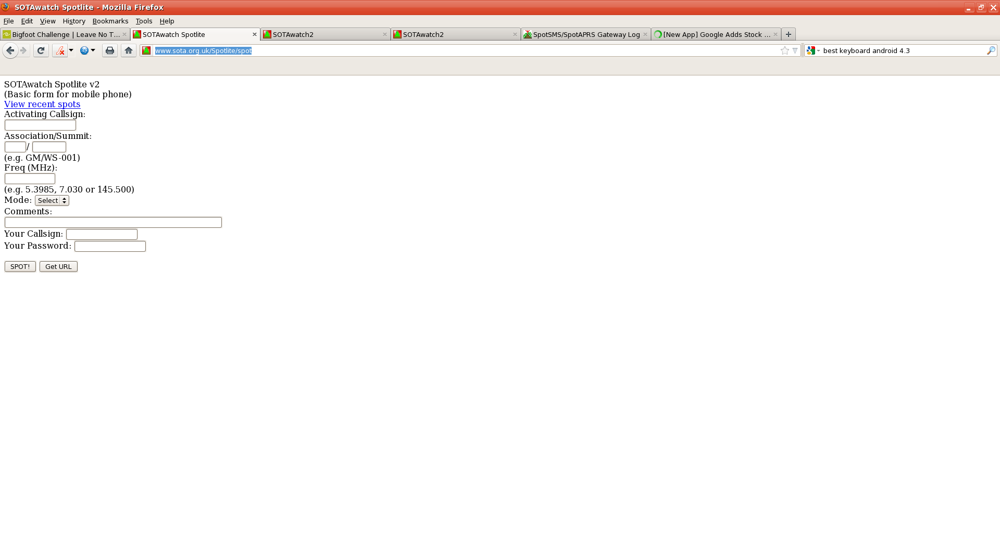 SOTAwatch Spotlite - Mozilla Firefox
File Edit View History Bookmarks Tools Help
Bigfoot Challenge | Leave No T... SOTAwatch Spotlite SOTAwatch2 SOTAwatch2 SpotSMS/SpotAPRS Gateway Log [New App] Google Adds Stock ...
www.sota.org.uk/Spotlite/spot best keyboard android 4.3
SOTAwatch Spotlite v2
(Basic form for mobile phone)
View recent spots
Activating Callsign:
Association/Summit:
/
(e.g. GM/WS-001)
Freq (MHz):
(e.g. 5.3985, 7.030 or 145.500)
Mode: Select
Comments:
Your Callsign:
Your Password:
SPOT! Get URL